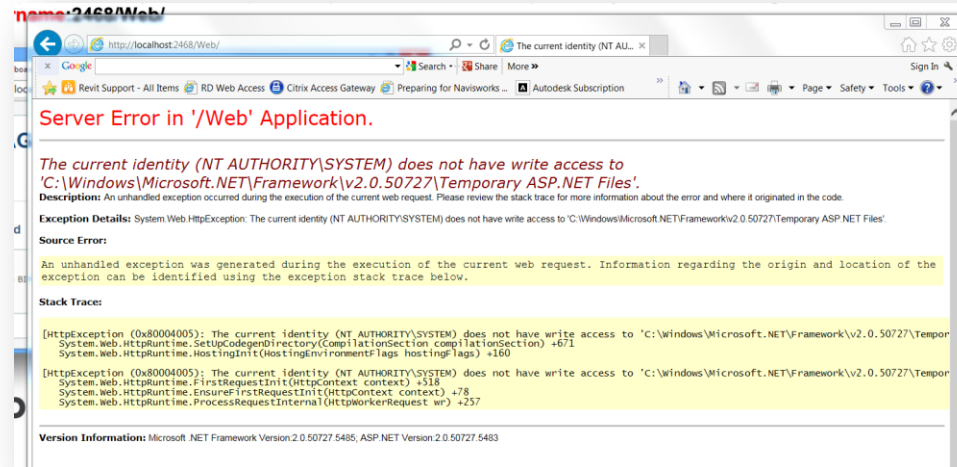 name:2468/Web/
http://localhost:2468/Web/
The current identity (NT AU...
Google
Search
Share
More »
Sign In
Revit Support - All Items
RD Web Access
Citrix Access Gateway
Preparing for Navisworks ...
Autodesk Subscription
Page
Safety
Tools
Server Error in '/Web' Application.
The current identity (NT AUTHORITY\SYSTEM) does not have write access to
'C:\Windows\Microsoft.NET\Framework\v2.0.50727\Temporary ASP.NET Files'.
Description: An unhandled exception occurred during the execution of the current web request. Please review the stack trace for more information about the error and where it originated in the code.
Exception Details: System.Web.HttpException: The current identity (NT AUTHORITY\SYSTEM) does not have write access to 'C:\Windows\Microsoft.NET\Framework\v2.0.50727\Temporary ASP.NET Files'.
Source Error:
An unhandled exception was generated during the execution of the current web request. Information regarding the origin and location of the
exception can be identified using the exception stack trace below.
Stack Trace:
[HttpException (0x80004005): The current identity (NT AUTHORITY\SYSTEM) does not have write access to 'C:\Windows\Microsoft.NET\Framework\v2.0.50727\Tempor
System.Web.HttpRuntime.SetUpCodegenDirectory(CompilationSection compilationSection) +671
System.Web.HttpRuntime.HostingInit(HostingEnvironmentFlags hostingFlags) +160
[HttpException (0x80004005): The current identity (NT AUTHORITY\SYSTEM) does not have write access to 'C:\Windows\Microsoft.NET\Framework\v2.0.50727\Tempor
System.Web.HttpRuntime.FirstRequestInit(HttpContext context) +518
System.Web.HttpRuntime.EnsureFirstRequestInit(HttpContext context) +78
System.Web.HttpRuntime.ProcessRequestInternal(HttpWorkerRequest wr) +257
Version Information: Microsoft .NET Framework Version:2.0.50727.5485; ASP.NET Version:2.0.50727.5483